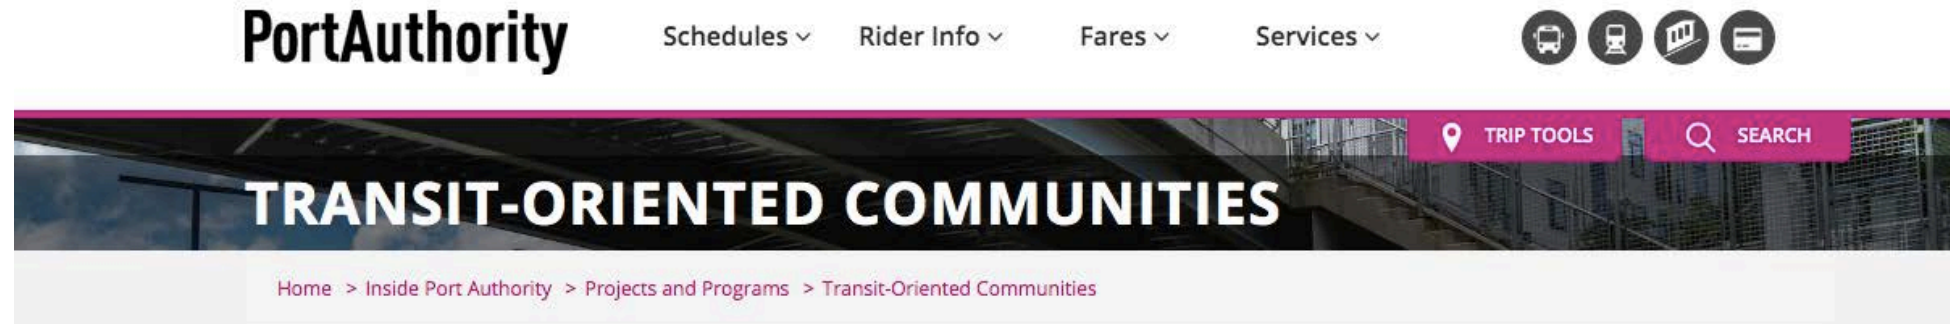 PortAuthority
Schedules Rider Info Fares Services
TRIP TOOLS SEARCH
TRANSIT-ORIENTED COMMUNITIES
Home > Inside Port Authority > Projects and Programs > Transit-Oriented Communities